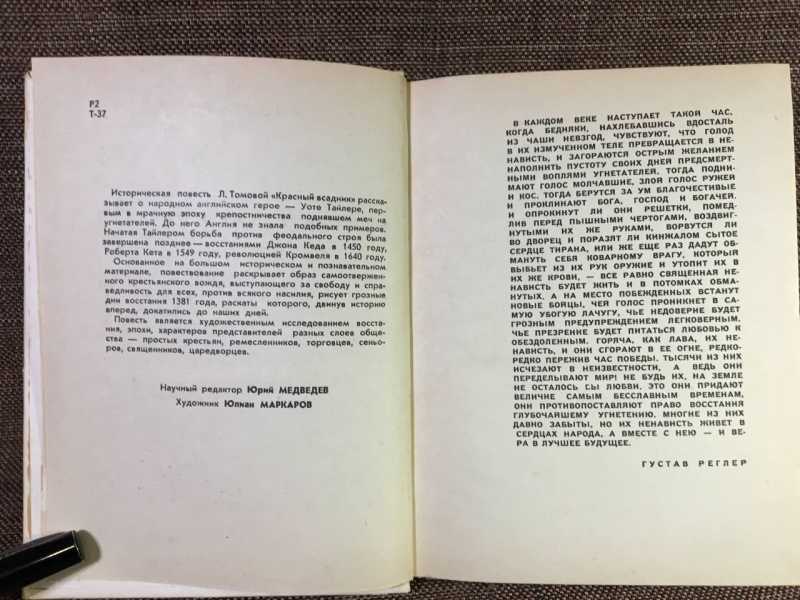 Р2
Т-37
Историческая повесть Л. Томовой «Красный всадник» расска-
зывает о народном английском герое — Уоте Тайлере, пер-
вым в мрачную эпоху крепостничества поднявшем меч на
угнетателей. До него Англия не знала подобных примеров.
Начатая Тайлером борьба против феодального строя была
завершена позднее — восстаниями Джона Кеда в 1450 году,
Роберта Кета в 1549 году, революцией Кромвеля в 1640 году.
Основанное на большом историческом и познавательном
материале, повествование раскрывает образ самоотвержен-
ного крестьянского вождя, выступающего за свободу и спра-
ведливость для всех, против всякого насилия, рисует грозные
дни восстания 1381 года, раскаты которого, двинув историю
вперед, докатились до наших дней.
Повесть является художественным исследованием восста-
ния, эпохи, характеров представителей разных слоев обще-
ства — простых крестьян, ремесленников, торговцев, сеньо-
ров, священников, царедворцев.
Научный редактор Юрий МЕДВЕДЕВ
Художник Юлиан МАРКАРОВ
В КАЖДОМ ВЕКЕ НАСТУПАЕТ ТАКОЙ ЧАС,
КОГДА БЕДНЯКИ, НАХЛЕБАВШИСЬ ВДОСТАЛЬ
ИЗ ЧАШИ НЕВЗГОД, ЧУВСТВУЮТ, ЧТО ГОЛОД
В ИХ ИЗМУЧЕННОМ ТЕЛЕ ПРЕВРАЩАЕТСЯ В НЕ-
НАВИСТЬ, И ЗАГОРАЮТСЯ ОСТРЫМ ЖЕЛАНИЕМ
НАПОЛНИТЬ ПУСТОТУ СВОИХ ДНЕЙ ПРЕДСМЕРТ-
НЫМИ ВОПЛЯМИ УГНЕТАТЕЛЕЙ, ТОГДА ПОДНИ-
МАЮТ ГОЛОС МОЛЧАВШИЕ, ЗЛОЙ ГОЛОС РУЖЕЙ
И КОС. ТОГДА БЕРУТСЯ ЗА УМ БЛАГОЧЕСТИВЫЕ
И ПРОКЛИНАЮТ БОГА, ГОСПОД И БОГАЧЕЙ.
И ОПРОКИНУТ ЛИ ОНИ РЕШЕТКИ, ПОМЕД-
ЛИВ ПЕРЕД ПЫШНЫМИ ЧЕРТОГАМИ, ВОЗДВИГ-
НУТЫМИ ИХ ЖЕ РУКАМИ, ВОРВУТСЯ ЛИ
ВО ДВОРЕЦ И ПОРАЗЯТ ЛИ КИНЖАЛОМ СЫТОЕ
СЕРДЦЕ ТИРАНА, ИЛИ ЖЕ ЕЩЕ РАЗ ДАДУТ ОБ-
МАНУТЬ СЕБЯ КОВАРНОМУ ВРАГУ, КОТОРЫЙ
ВЫБЬЕТ ИЗ ИХ РУК ОРУЖИЕ И УТОПИТ ИХ В
ИХ ЖЕ КРОВИ, — ВСЕ РАВНО СВЯЩЕННАЯ НЕ-
НАВИСТЬ БУДЕТ ЖИТЬ И В ПОТОМКАХ ОБМА-
НУТЫХ, А НА МЕСТО ПОБЕЖДЕННЫХ ВСТАНУТ
НОВЫЕ БОЙЦЫ, ЧЕЙ ГОЛОС ПРОНИКНЕТ В СА-
МУЮ УБОГУЮ ЛАЧУГУ, ЧЬЕ НЕДОВЕРИЕ БУДЕТ
ГРОЗНЫМ ПРЕДУПРЕЖДЕНИЕМ ЛЕГКОВЕРНЫМ.
ЧЬЕ ПРЕЗРЕНИЕ БУДЕТ ПИТАТЬСЯ ЛЮБОВЬЮ К
ОБЕЗДОЛЕННЫМ. ГОРЯЧА, КАК ЛАВА, ИХ НЕ-
НАВИСТЬ, И ОНИ СГОРАЮТ В ЕЕ ОГНЕ, РЕДКО-
РЕДКО ПЕРЕЖИВ ЧАС ПОБЕДЫ. ТЫСЯЧИ ИЗ НИХ
ИСЧЕЗАЮТ В НЕИЗВЕСТНОСТИ, А ВЕДЬ ОНИ
ПЕРЕДЕЛЫВАЮТ МИР! НЕ БУДЬ ИХ, НА ЗЕМЛЕ
НЕ ОСТАЛОСЬ СЫ ЛЮБВИ. ЭТО ОНИ ПРИДАЮТ
ВЕЛИЧИЕ САМЫМ БЕССЛАВНЫМ ВРЕМЕНАМ,
ОНИ ПРОТИВОПОСТАВЛЯЮТ ПРАВО ВОССТАНИЯ
ГЛУБОЧАЙШЕМУ УГНЕТЕНИЮ. МНОГИЕ ИЗ НИХ
ДАВНО ЗАБЫТЫ, НО ИХ НЕНАВИСТЬ ЖИВЕТ В
СЕРДЦАХ НАРОДА, А ВМЕСТЕ С НЕЮ — И ВЕ-
РА В ЛУЧШЕЕ БУДУЩЕЕ.
ГУСТАВ РЕГЛЕР